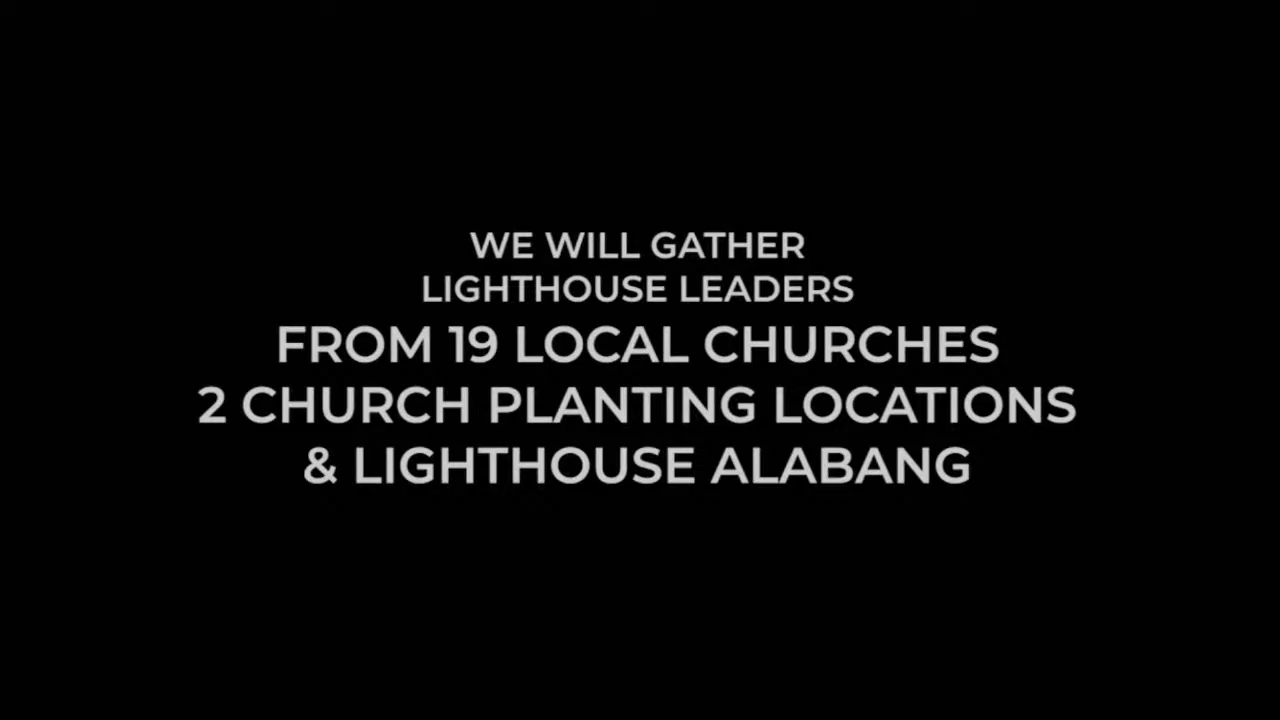 WE WILL GATHER
LIGHTHOUSE LEADERS
FROM 19 LOCAL CHURCHES
2 CHURCH PLANTING LOCATIONS
& LIGHTHOUSE ALABANG